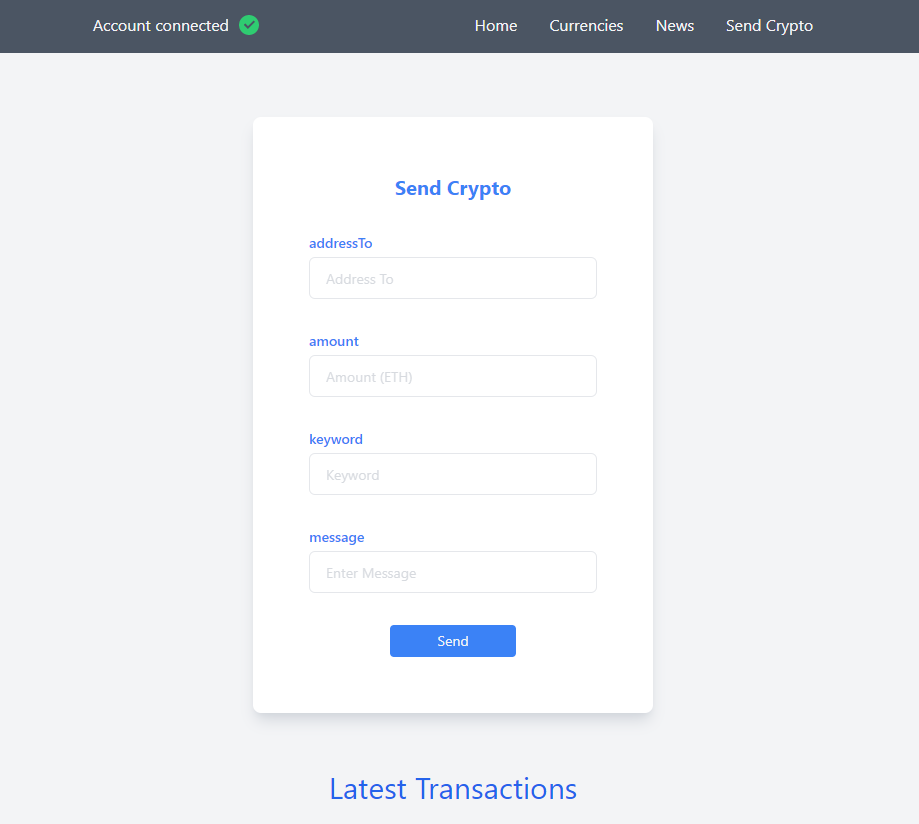 Account connected Home Currencies News Send Crypto
Send Crypto
addressTo
Address To
amount
Amount (ETH)
keyword
Keyword
message
Enter Message
Send
Latest Transactions